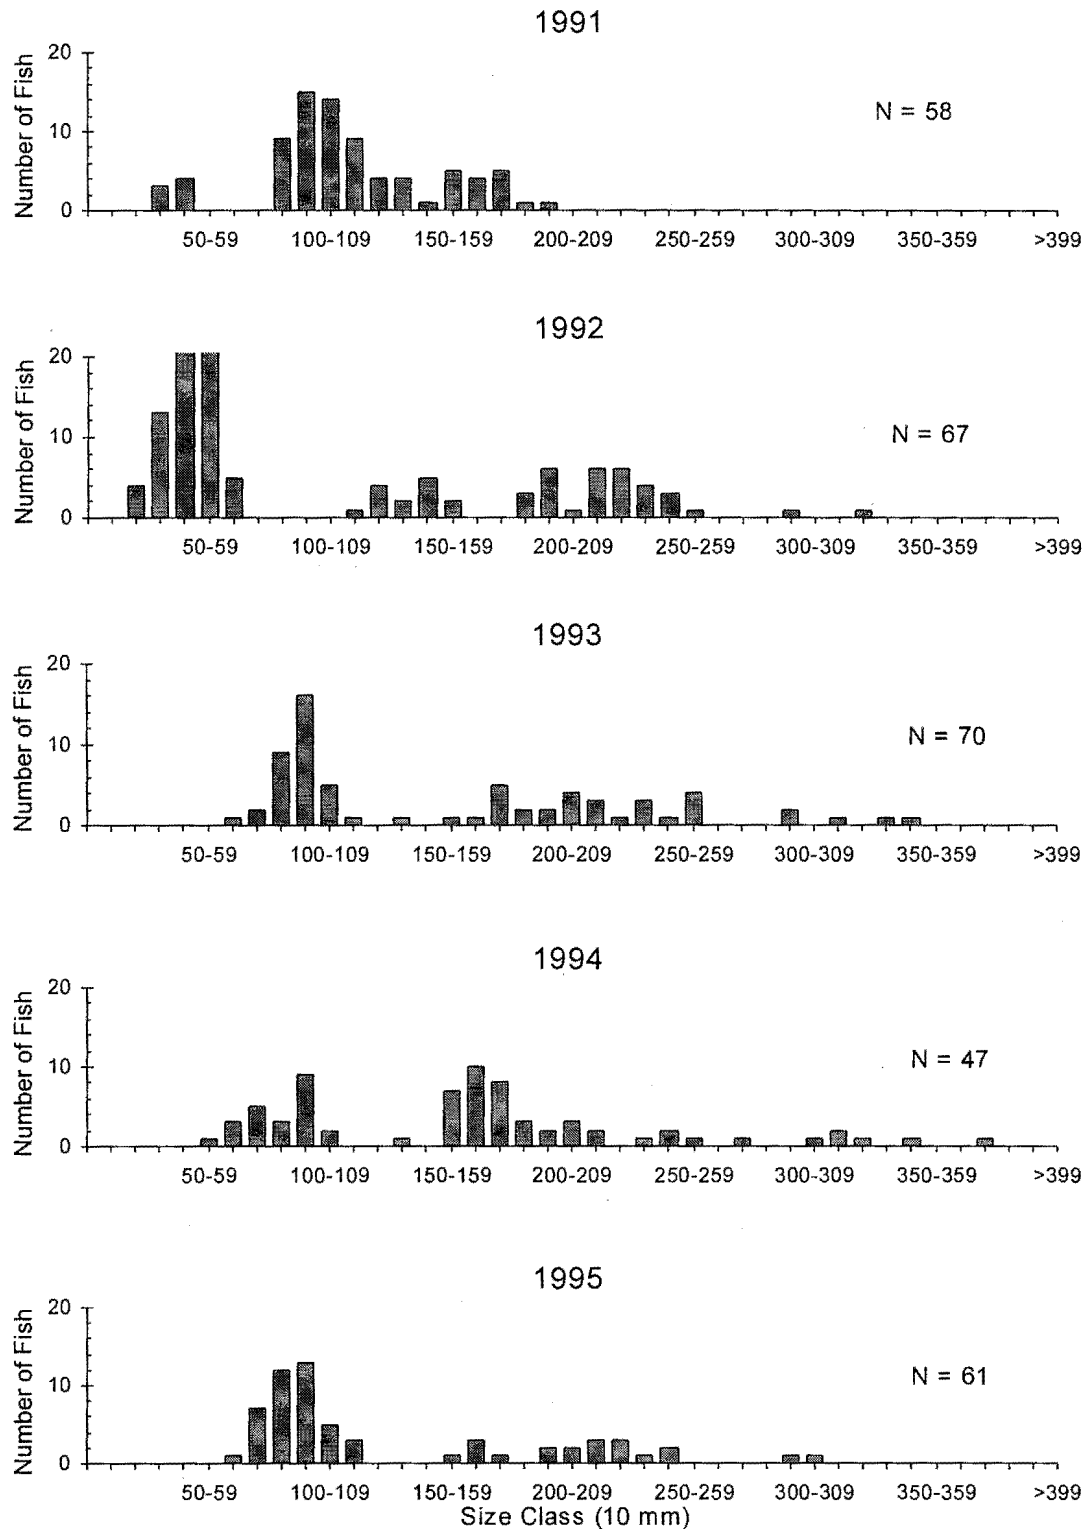 1991
Number of Fish
20
10
0
N = 58
50-59 100-109 150-159 200-209 250-259 300-309 350-359 >399
1992
Number of Fish
20
10
0
N = 67
50-59 100-109 150-159 200-209 250-259 300-309 350-359 >399
1993
Number of Fish
20
10
0
N = 70
50-59 100-109 150-159 200-209 250-259 300-309 350-359 >399
1994
Number of Fish
20
10
0
N = 47
50-59 100-109 150-159 200-209 250-259 300-309 350-359 >399
1995
Number of Fish
20
10
0
N = 61
50-59 100-109 150-159 200-209 250-259 300-309 350-359 >399
Size Class (10 mm)